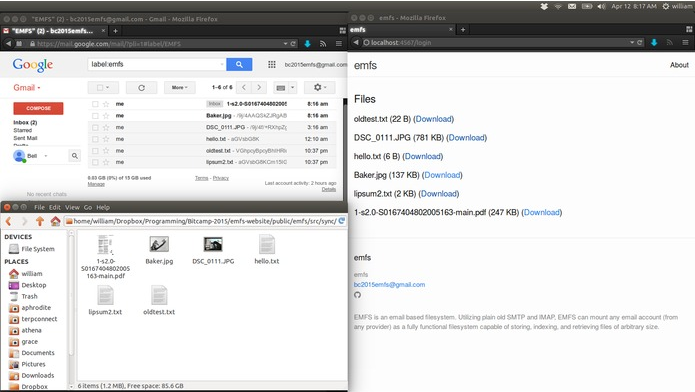 Apr 12 8:17 AM william
"EMFS" (2) - bc2015emfs@gmail.com - Gmail - Mozilla Firefox
"EMFS" (2) - bc2015emfs...
https://mail.google.com/mail/?pli=1#label/EMFS
Google
label:emfs
bc2015emfs@gmail.com
Gmail
More
1–6 of 6
COMPOSE
Inbox (2)
Starred
Sent Mail
Drafts
Ball
No recent chats
me Inbox 1-s2.0-S0167404802005 8:16 am
me Baker.jpg 8:16 am
me DSC_0111.JPG 3:16 am
me hello.txt - aGVsbG8K 12:10 am
me oldtest.txt 10:37 pm
me lipsum2.txt 10:37 pm
0.03 GB (0%) of 15 GB used
Manage
Terms - Privacy
Last account activity: 2 hours ago
Details
File Edit View Go Bookmarks Help
home/william/Dropbox/Programming/Bitcamp-2015/emfs-website/public/emfs/src/sync/
DEVICES
File System
PLACES
william
Desktop
Trash
aphrodite
terpconnect
athena
grace
Documents
Pictures
Downloads
Dropbox
1-s2.0-
S01674048020​05163-main.pdf
Baker.jpg
DSC_0111.JPG
hello.txt
lipsum2.txt
oldtest.txt
6 items (1.2 MB), Free space: 85.6 GB
emfs - Mozilla Firefox
emfs
localhost:4567/login
emfs
About
Files
oldtest.txt (22 B) (Download)
DSC_0111.JPG (781 KB) (Download)
hello.txt (6 B) (Download)
Baker.jpg (137 KB) (Download)
lipsum2.txt (2 KB) (Download)
1-s2.0-S0167404802005163-main.pdf (247 KB) (Download)
emfs
emfs
bc2015emfs@gmail.com
EMFS is an email based filesystem. Utilizing plain old SMTP and IMAP, EMFS can mount any email account (from
any provider) as a fully functional filesystem capable of storing, indexing, and retrieving files of arbitrary size.